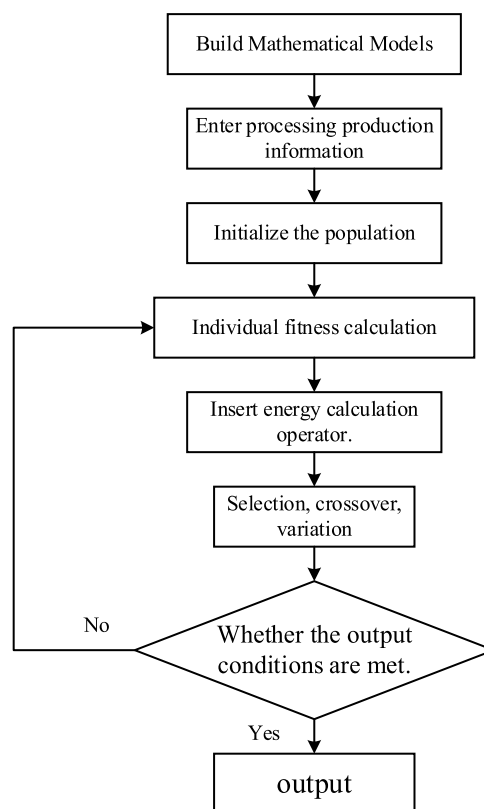 Build Mathematical Models
Enter processing production
information
Initialize the population
Individual fitness calculation
Insert energy calculation
operator.
Selection, crossover,
variation
No
Whether the output
conditions are met.
Yes
output